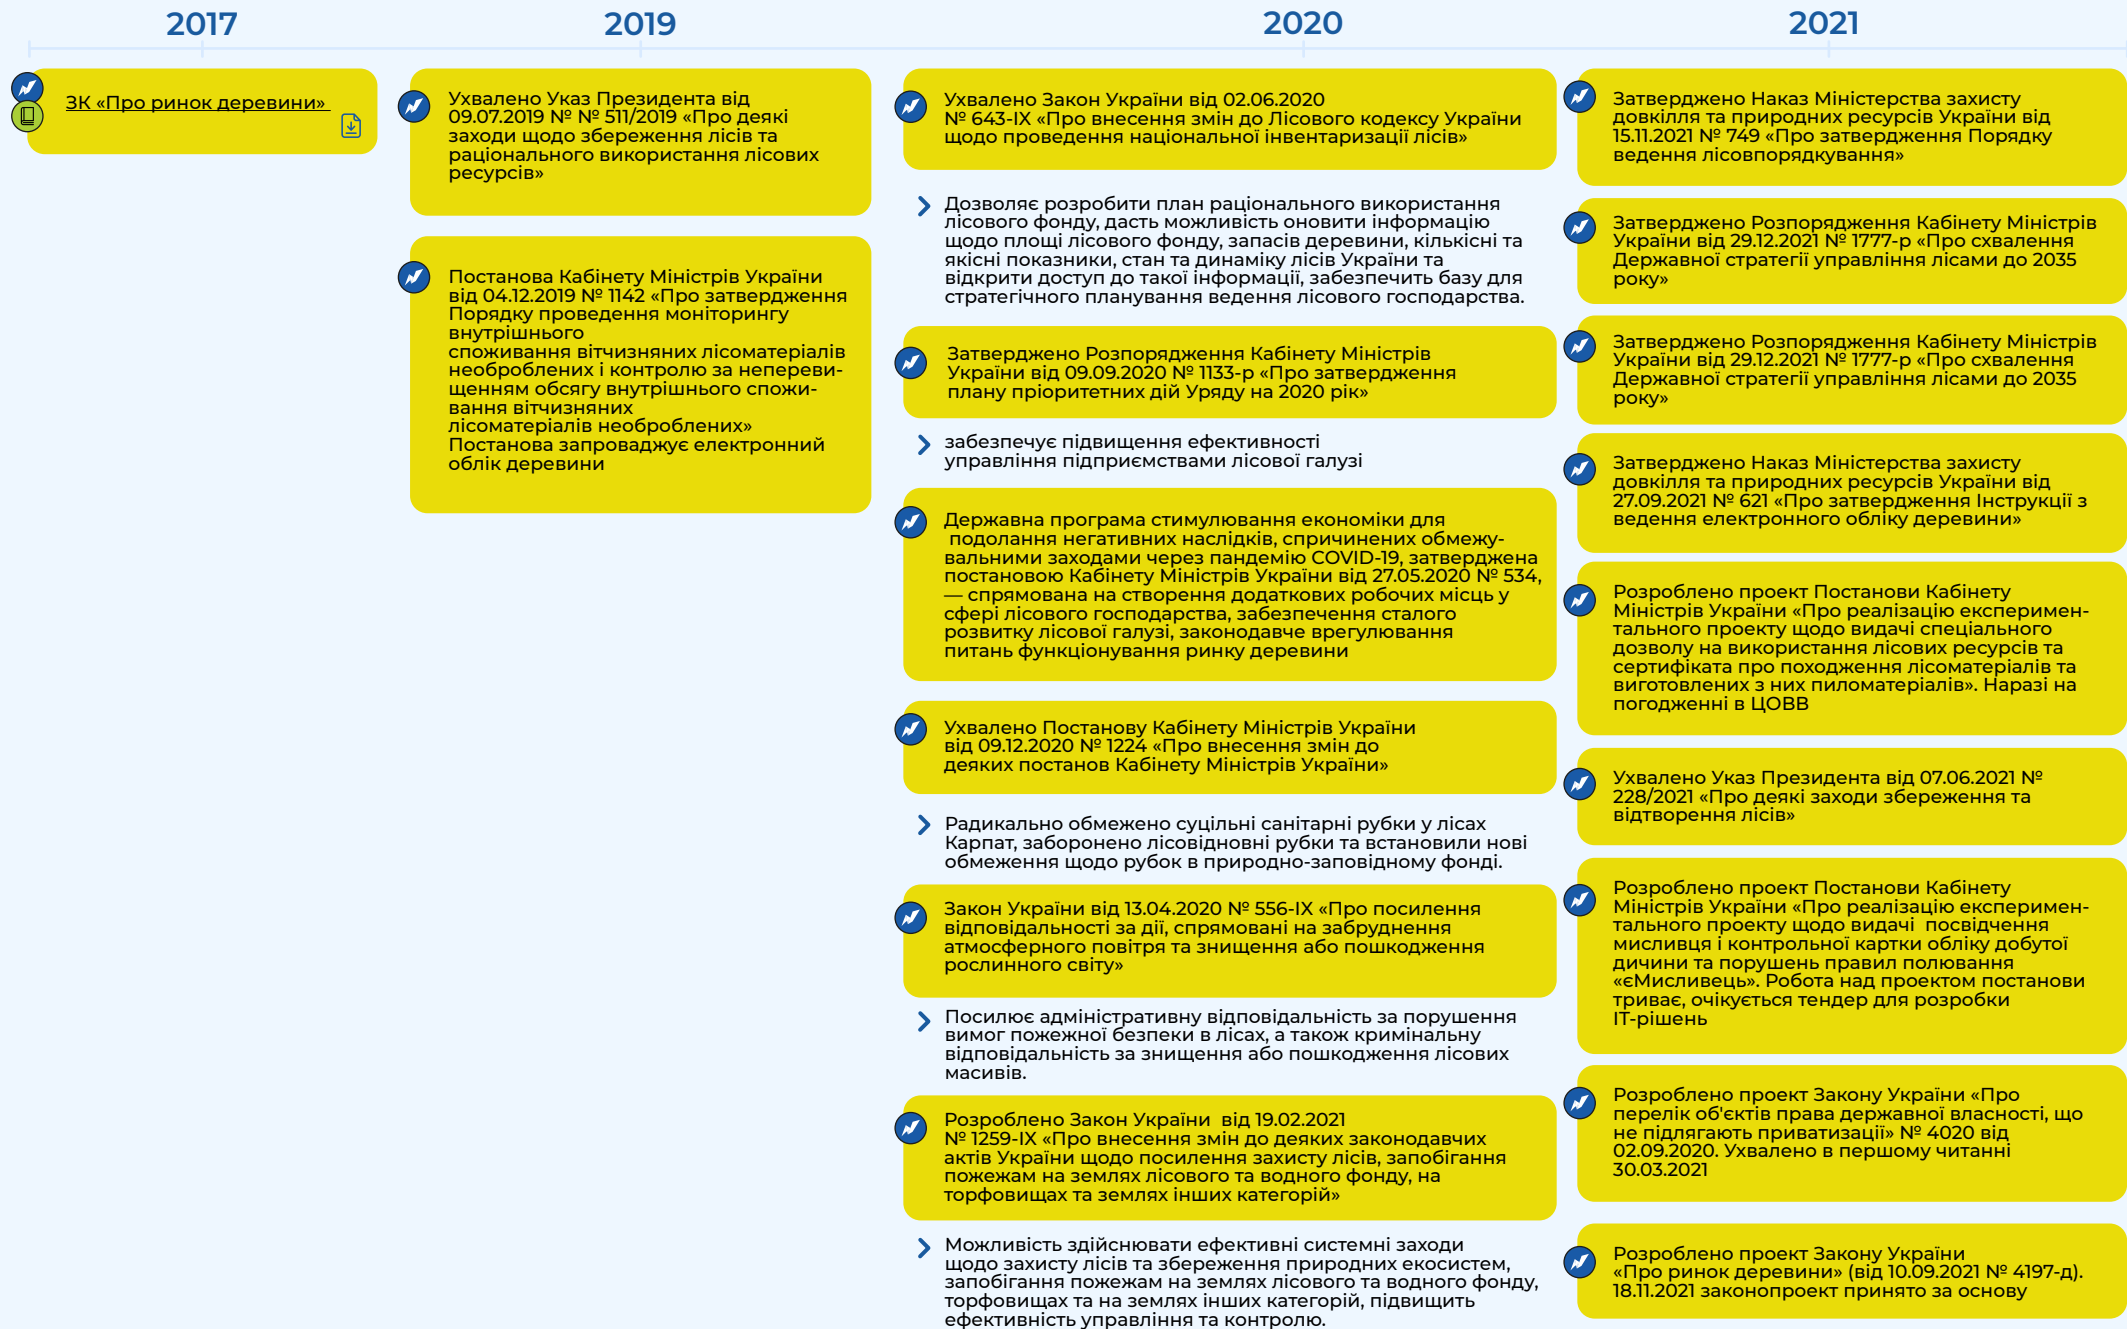 2017
2019
2020
2021
ЗК «Про ринок деревини»
Ухвалено Указ Президента від
09.07.2019 № № 511/2019 «Про деякі
заходи щодо збереження лісів та
раціонального використання лісових
ресурсів»
Постанова Кабінету Міністрів України
від 04.12.2019 № 1142 «Про затвердження
Порядку проведення моніторингу
внутрішнього
споживання вітчизняних лісоматеріалів
необроблених і контролю за непереви-
щенням обсягу внутрішнього спожи-
вання вітчизняних
лісоматеріалів необроблених»
Постанова запроваджує електронний
облік деревини
Ухвалено Закон України від 02.06.2020
№ 643-IX «Про внесення змін до Лісового кодексу України
щодо проведення національної інвентаризації лісів»
Дозволяє розробити план раціонального використання
лісового фонду, дасть можливість оновити інформацію
щодо площі лісового фонду, запасів деревини, кількісні та
якісні показники, стан та динаміку лісів України та
відкрити доступ до такої інформації, забезпечить базу для
стратегічного планування ведення лісового господарства.
Затверджено Розпорядження Кабінету Міністрів
України від 09.09.2020 № 1133-р «Про затвердження
плану пріоритетних дій Уряду на 2020 рік»
забезпечує підвищення ефективності
управління підприємствами лісової галузі
Державна програма стимулювання економіки для
подолання негативних наслідків, спричинених обмежу-
вальними заходами через пандемію COVID-19, затверджена
постановою Кабінету Міністрів України від 27.05.2020 № 534,
— спрямована на створення додаткових робочих місць у
сфері лісового господарства, забезпечення сталого
розвитку лісової галузі, законодавче врегулювання
питань функціонування ринку деревини
Ухвалено Постанову Кабінету Міністрів України
від 09.12.2020 № 1224 «Про внесення змін до
деяких постанов Кабінету Міністрів України»
Радикально обмежено суцільні санітарні рубки у лісах
Карпат, заборонено лісовідновні рубки та встановили нові
обмеження щодо рубок в природно-заповідному фонді.
Закон України від 13.04.2020 № 556-IX «Про посилення
відповідальності за дії, спрямовані на забруднення
атмосферного повітря та знищення або пошкодження
рослинного світу»
Посилює адміністративну відповідальність за порушення
вимог пожежної безпеки в лісах, а також кримінальну
відповідальність за знищення або пошкодження лісових
масивів.
Розроблено Закон України від 19.02.2021
№ 1259-IX «Про внесення змін до деяких законодавчих
актів України щодо посилення захисту лісів, запобігання
пожежам на землях лісового та водного фонду, на
торфовищах та землях інших категорій»
Можливість здійснювати ефективні системні заходи
щодо захисту лісів та збереження природних екосистем,
запобігання пожежам на землях лісового та водного фонду,
торфовищах та на землях інших категорій, підвищить
ефективність управління та контролю.
Затверджено Наказ Міністерства захисту
довкілля та природних ресурсів України від
15.11.2021 № 749 «Про затвердження Порядку
ведення лісовпорядкування»
Затверджено Розпорядження Кабінету Міністрів
України від 29.12.2021 № 1777-р «Про схвалення
Державної стратегії управління лісами до 2035
року»
Затверджено Розпорядження Кабінету Міністрів
України від 29.12.2021 № 1777-р «Про схвалення
Державної стратегії управління лісами до 2035
року»
Затверджено Наказ Міністерства захисту
довкілля та природних ресурсів України від
27.09.2021 № 621 «Про затвердження Інструкції з
ведення електронного обліку деревини»
Розроблено проект Постанови Кабінету
Міністрів України «Про реалізацію експеримен-
тального проекту щодо видачі спеціального
дозволу на використання лісових ресурсів та
сертифіката про походження лісоматеріалів та
виготовлених з них пиломатеріалів». Наразі на
погодженні в ЦОВВ
Ухвалено Указ Президента від 07.06.2021 №
228/2021 «Про деякі заходи збереження та
відтворення лісів»
Розроблено проект Постанови Кабінету
Міністрів України «Про реалізацію експеримен-
тального проекту щодо видачі посвідчення
мисливця і контрольної картки обліку добутої
дичини та порушень правил полювання
«єМисливець». Робота над проектом постанови
триває, очікується тендер для розробки
ІТ-рішень
Розроблено проект Закону України «Про
перелік об'єктів права державної власності, що
не підлягають приватизації» № 4020 від
02.09.2020. Ухвалено в першому читанні
30.03.2021
Розроблено проект Закону України
«Про ринок деревини» (від 10.09.2021 № 4197-д).
18.11.2021 законопроект принято за основу